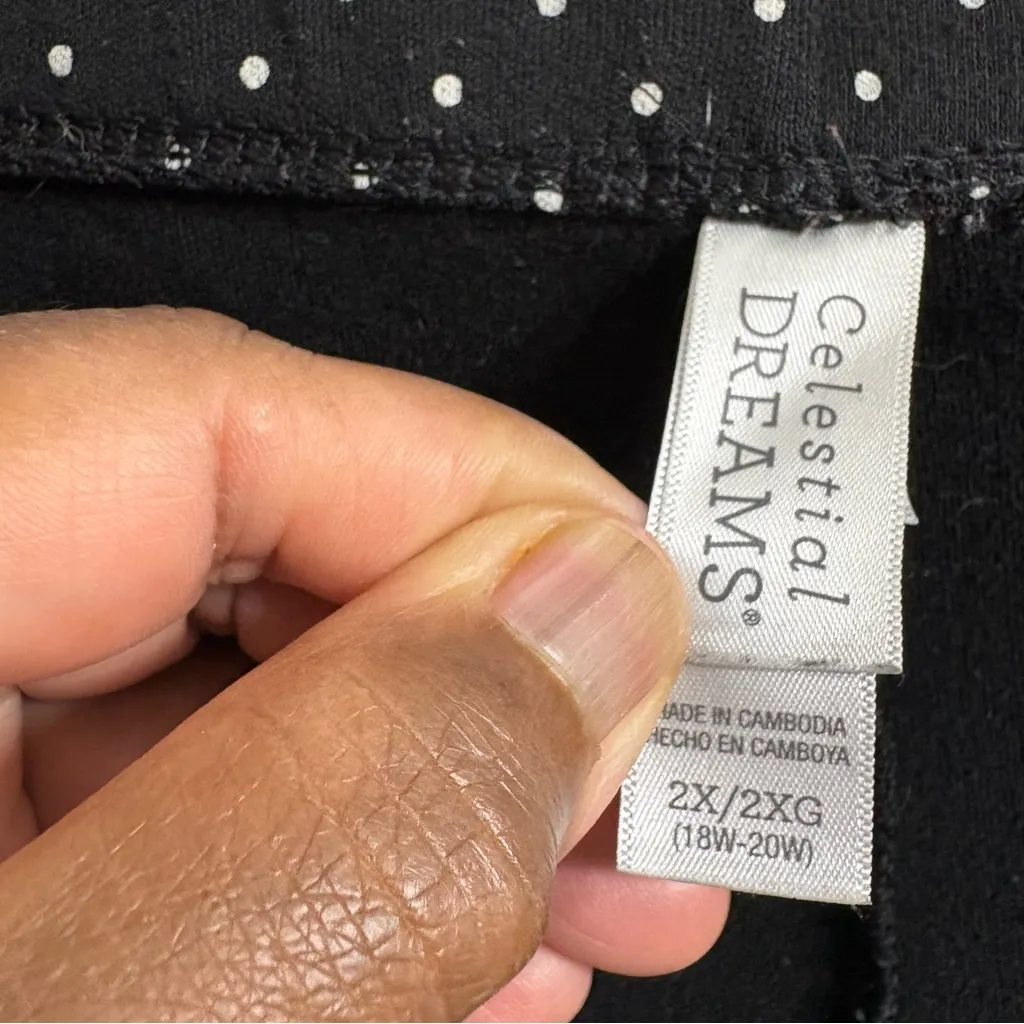 Celestial
DREAMS®
MADE IN CAMBODIA
HECHO EN CAMBOYA
2X/2XG
(18W-20W)